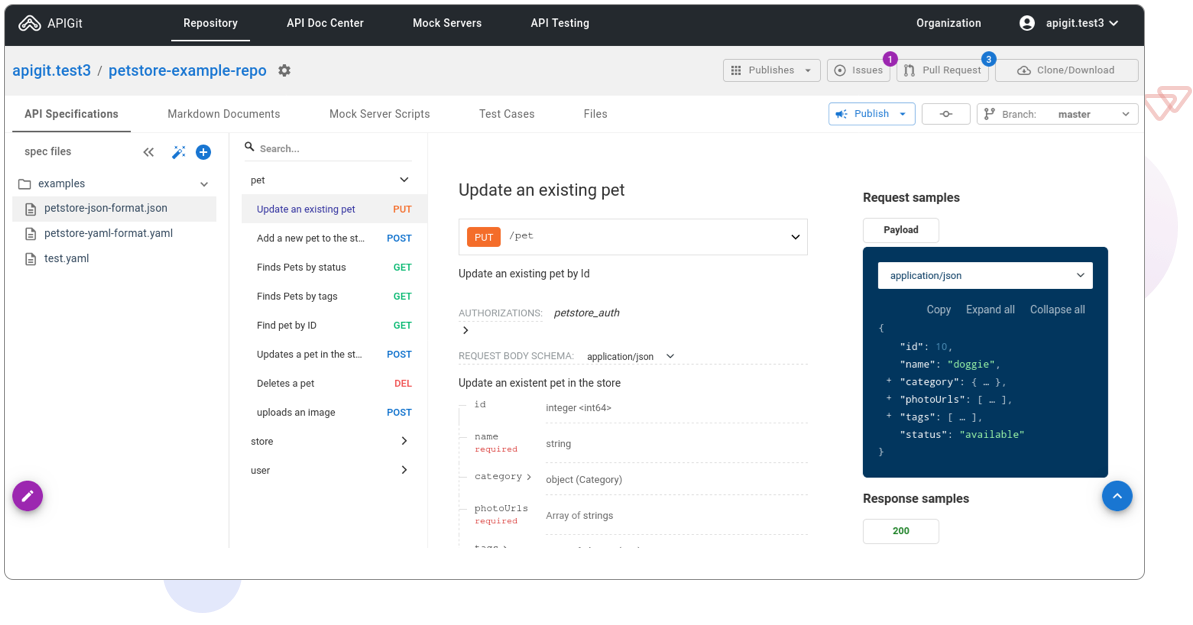 APIGit
Repository
API Doc Center
Mock Servers
API Testing
Organization
apigit.test3
apigit.test3 / petstore-example-repo
Publishes
Issues
1
Pull Request
3
Clone/Download
API Specifications
Markdown Documents
Mock Server Scripts
Test Cases
Files
Publish
Branch: master
spec files
examples
petstore-json-format.json
petstore-yaml-format.yaml
test.yaml
Search...
pet
Update an existing pet PUT
Add a new pet to the st... POST
Finds Pets by status GET
Finds Pets by tags GET
Find pet by ID GET
Updates a pet in the st... POST
Deletes a pet DEL
uploads an image POST
store
user
Update an existing pet
PUT /pet
Update an existing pet by Id
AUTHORIZATIONS: petstore_auth
REQUEST BODY SCHEMA: application/json
Update an existent pet in the store
id integer <int64>
name
required
string
category object (Category)
photoUrls
required
Array of strings
Request samples
Payload
application/json
Copy Expand all Collapse all
{
"id": 10,
"name": "doggie",
+ "category": { … },
+ "photoUrls": [ … ],
+ "tags": [ … ],
"status": "available"
}
Response samples
200